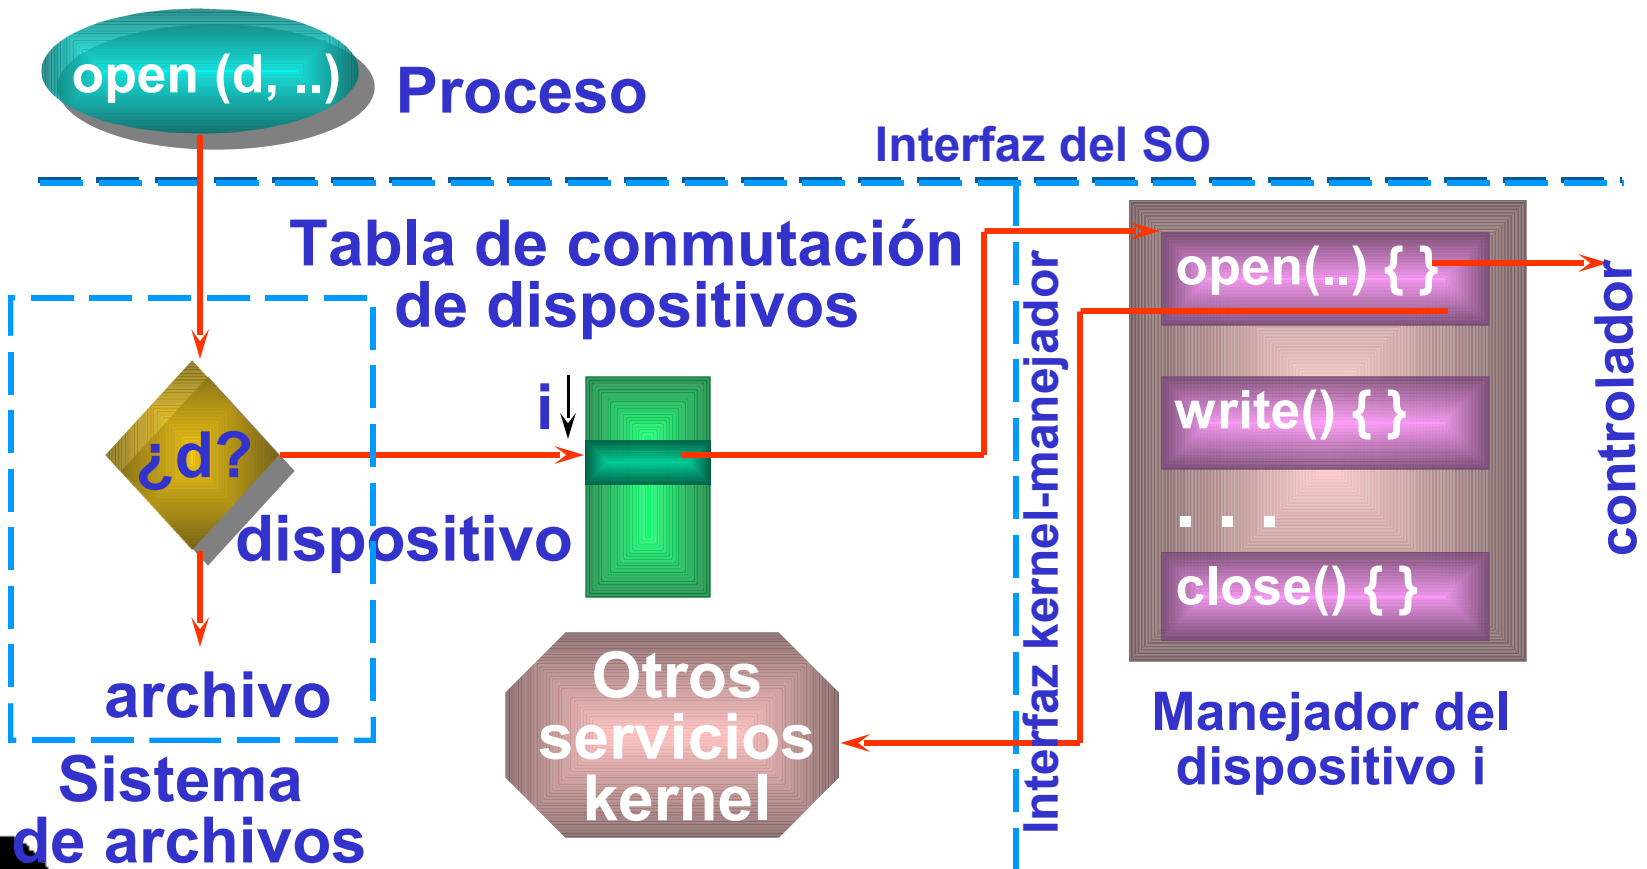 open (d, ..)
Proceso
Interfaz del SO
Tabla de conmutación
de dispositivos
i
¿d?
dispositivo
archivo
Sistema
de archivos
Otros
servicios
kernel
Interfaz kernel-manejador
open(..) { }
write() { }
. . .
close() { }
Manejador del
dispositivo i
controlador